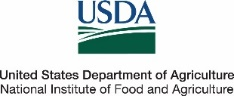 USDA
United States Department of Agriculture
National Institute of Food and Agriculture